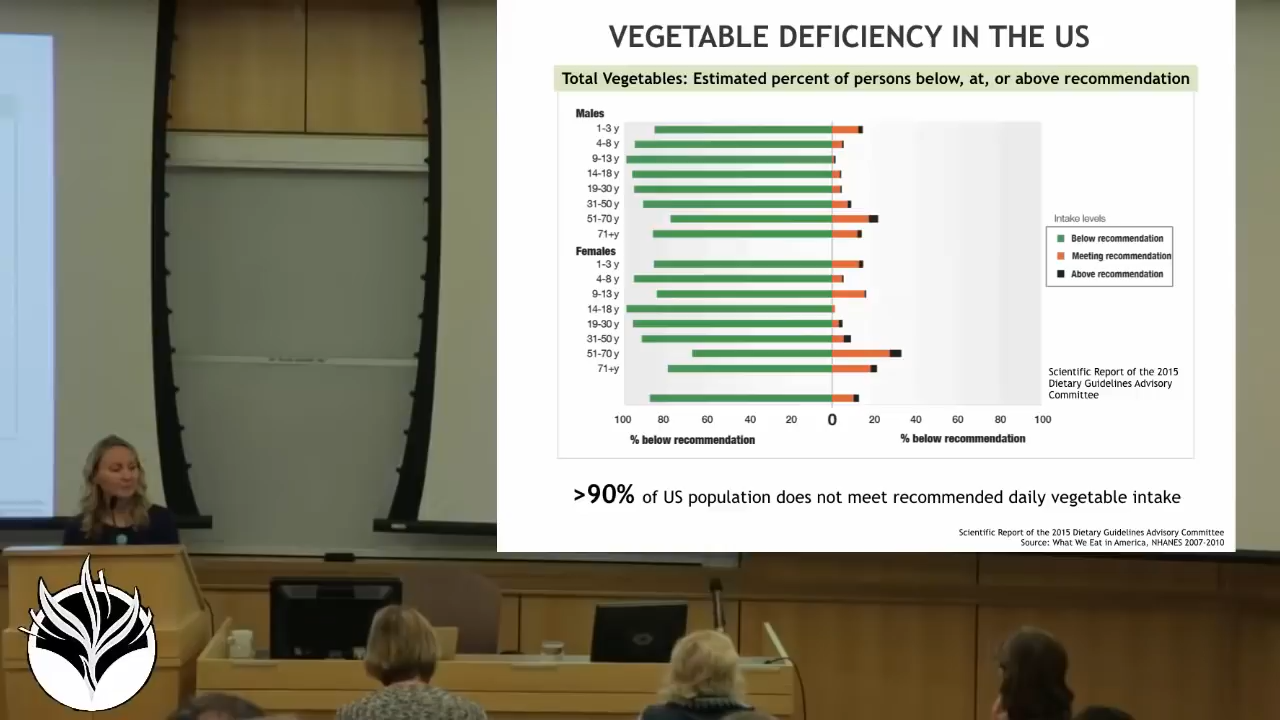 VEGETABLE DEFICIENCY IN THE US
Total Vegetables: Estimated percent of persons below, at, or above recommendation
Males
1-3 y
4-8 y
9-13 y
14-18 y
19-30 y
31-50 y
51-70 y
71+y
Females
1-3 y
4-8 y
9-13 y
14-18 y
19-30 y
31-50 y
51-70 y
71+y
Intake levels
Below recommendation
Meeting recommendation
Above recommendation
Scientific Report of the 2015
Dietary Guidelines Advisory
Committee
100 80 60 40 20 0 20 40 60 80 100
% below recommendation % below recommendation
>90% of US population does not meet recommended daily vegetable intake
Scientific Report of the 2015 Dietary Guidelines Advisory Committee
Source: What We Eat in America, NHANES 2007-2010